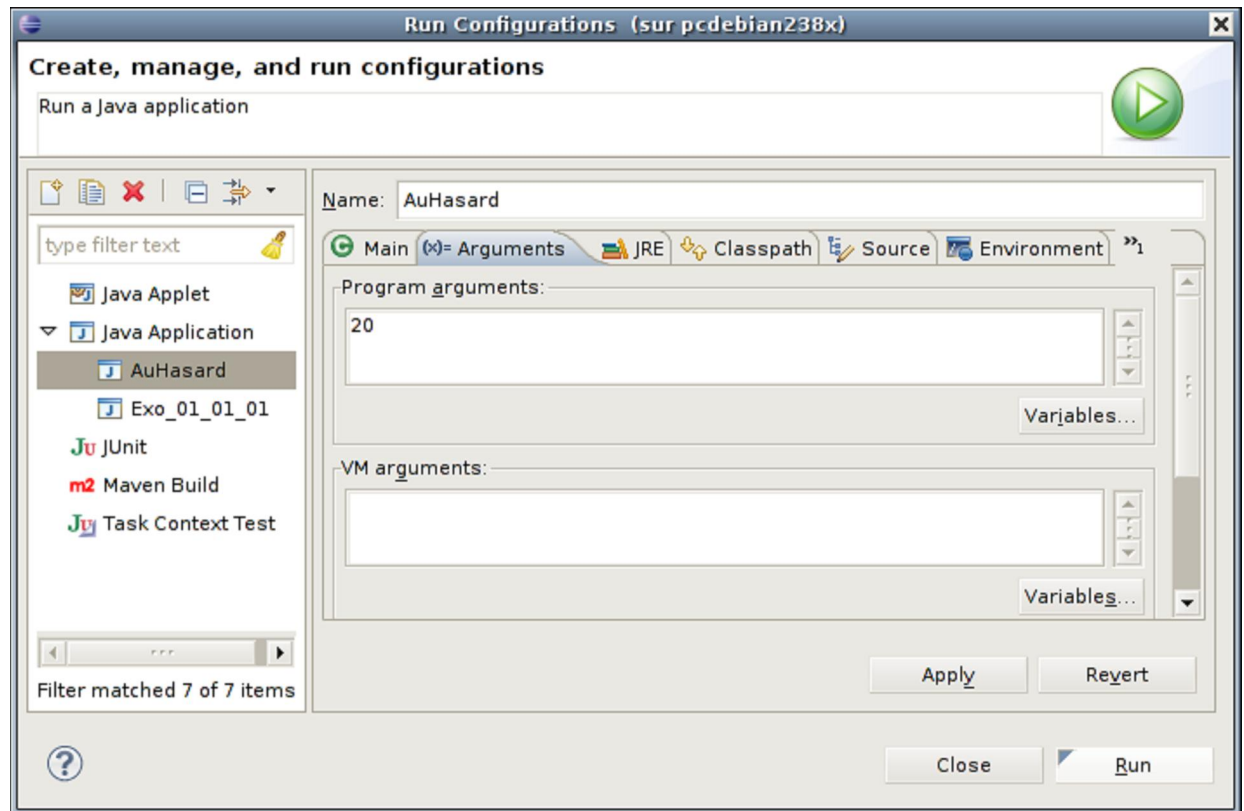 Run Configurations (sur pcdebian238x)
Create, manage, and run configurations
Run a Java application
type filter text
Java Applet
Java Application
AuHasard
Exo_01_01_01
Ju JUnit
m2 Maven Build
Task Context Test
Filter matched 7 of 7 items
Name: AuHasard
Main (x)= Arguments JRE Classpath Source Environment »1
Program arguments:
20
Variables...
VM arguments:
Variables...
Apply Revert
Close Run